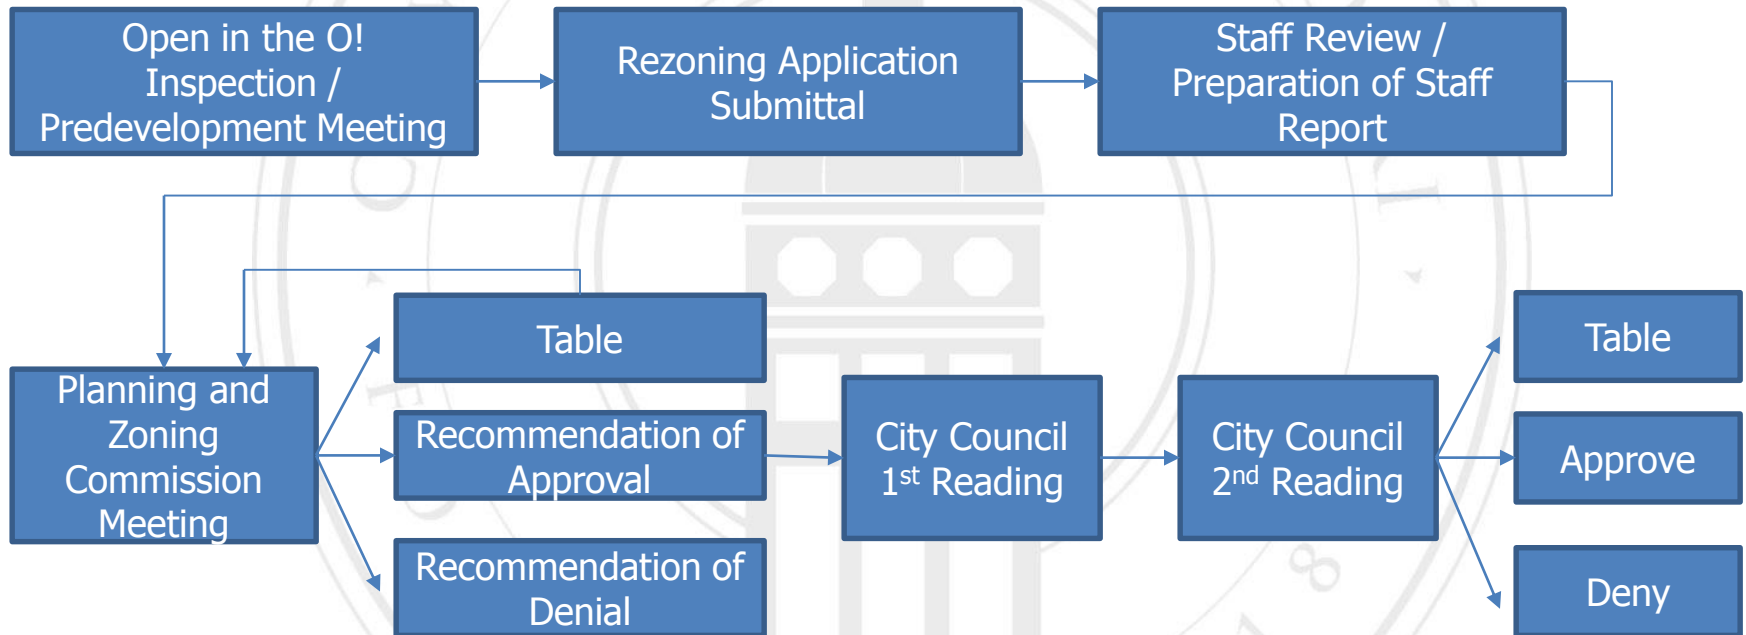 Open in the O!
Inspection /
Predevelopment Meeting
Rezoning Application
Submittal
Staff Review /
Preparation of Staff
Report
Planning and
Zoning
Commission
Meeting
Table
Recommendation of
Approval
Recommendation of
Denial
City Council
1st Reading
City Council
2nd Reading
Table
Approve
Deny